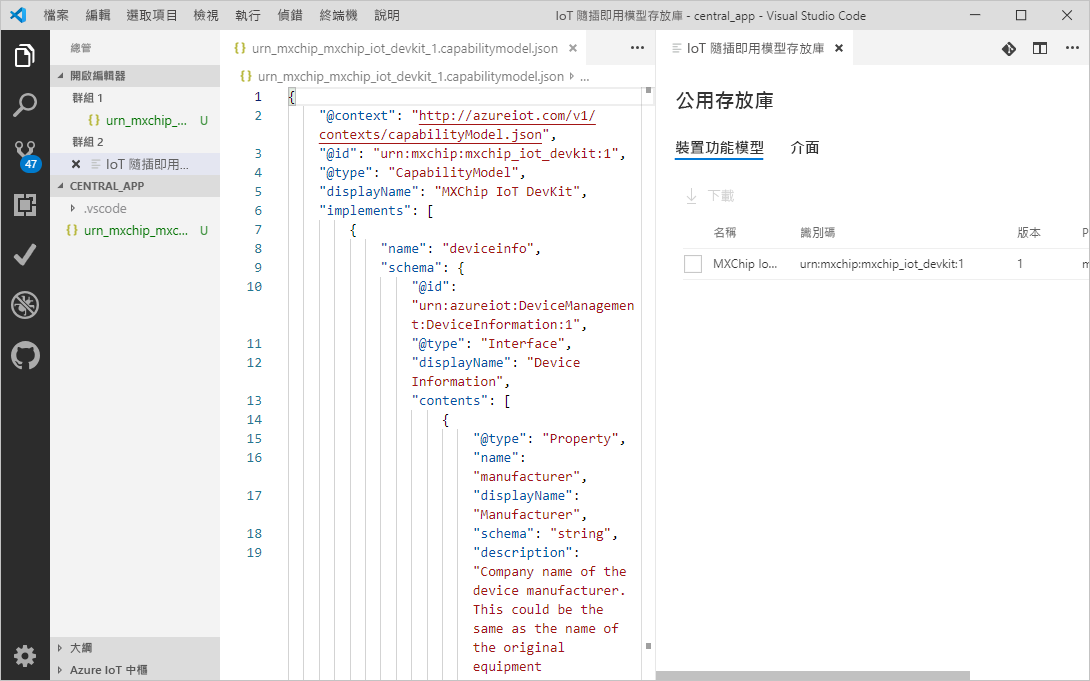 檔案 編輯 選取項目 檢視 執行 偵錯 終端機 說明 IoT 隨插即用模型存放庫 - central_app - Visual Studio Code
總管
開啟編輯器
群組 1
{} urn_mxchip_... U
群組 2
IoT 隨插即用...
CENTRAL_APP
.vscode
{} urn_mxchip_mxc... U
47
大綱
Azure IoT 中樞
{} urn_mxchip_mxchip_iot_devkit_1.capabilitymodel.json
{} urn_mxchip_mxchip_iot_devkit_1.capabilitymodel.json ...
1 {
2 "@context": "http://azureiot.com/v1/
contexts/capabilityModel.json",
3 "@id": "urn:mxchip:mxchip_iot_devkit:1",
4 "@type": "CapabilityModel",
5 "displayName": "MXChip IoT DevKit",
6 "implements": [
7 {
8 "name": "deviceinfo",
9 "schema": {
10 "@id":
"urn:azureiot:DeviceManagemen
t:DeviceInformation:1",
11 "@type": "Interface",
12 "displayName": "Device
Information",
13 "contents": [
14 {
15 "@type": "Property",
16 "name":
"manufacturer",
17 "displayName":
"Manufacturer",
18 "schema": "string",
19 "description":
"Company name of the
device manufacturer.
This could be the
same as the name of
the original
equipment
IoT 隨插即用模型存放庫
公用存放庫
裝置功能模型 介面
下載
名稱 識別碼 版本 P
MXChip Io... urn:mxchip:mxchip_iot_devkit:1 1 m